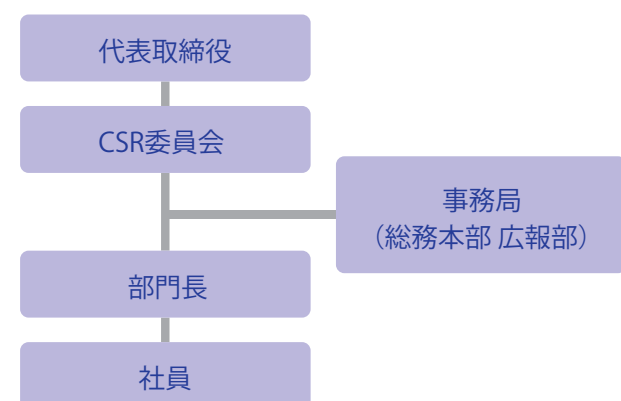 代表取締役
CSR委員会
事務局
（総務本部 広報部）
部門長
社員